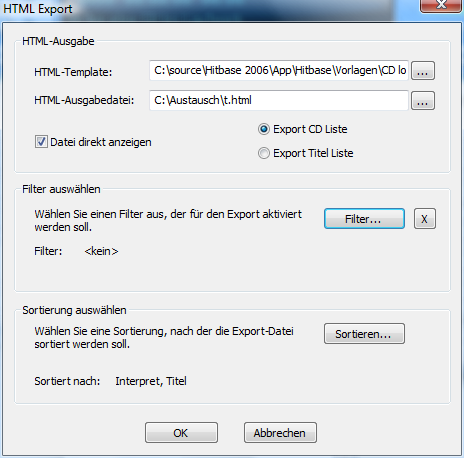 HTML Export
HTML-Ausgabe
HTML-Template: C:\source\Hitbase 2006\App\Hitbase\Vorlagen\CD lo ...
HTML-Ausgabedatei: C:\Austausch\t.html ...
Datei direkt anzeigen
Export CD Liste
Export Titel Liste
Filter auswählen
Wählen Sie einen Filter aus, der für den Export aktiviert
werden soll.
Filter... X
Filter: <kein>
Sortierung auswählen
Wählen Sie eine Sortierung, nach der die Export-Datei
sortiert werden soll.
Sortieren...
Sortiert nach: Interpret, Titel
OK Abbrechen